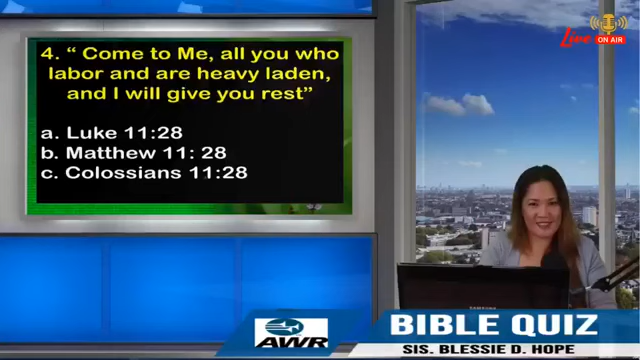 4. “ Come to Me, all you who
labor and are heavy laden,
and I will give you rest”
a. Luke 11:28
b. Matthew 11: 28
c. Colossians 11:28
Live ON AIR
SAMSUNG
AWR
BIBLE QUIZ
SIS. BLESSIE D. HOPE